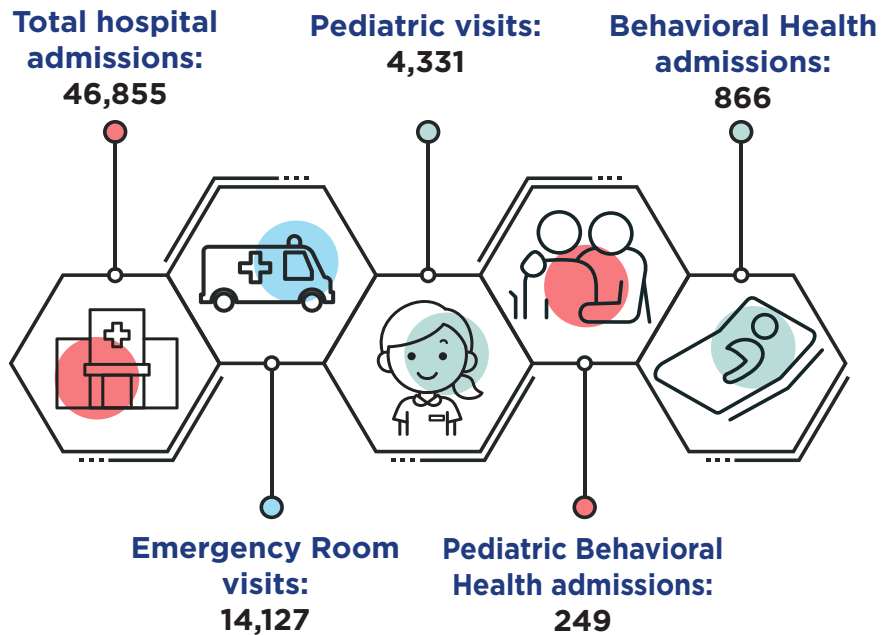 Total hospital
admissions:
46,855
Pediatric visits:
4,331
Behavioral Health
admissions:
866
Emergency Room
visits:
14,127
Pediatric Behavioral
Health admissions:
249